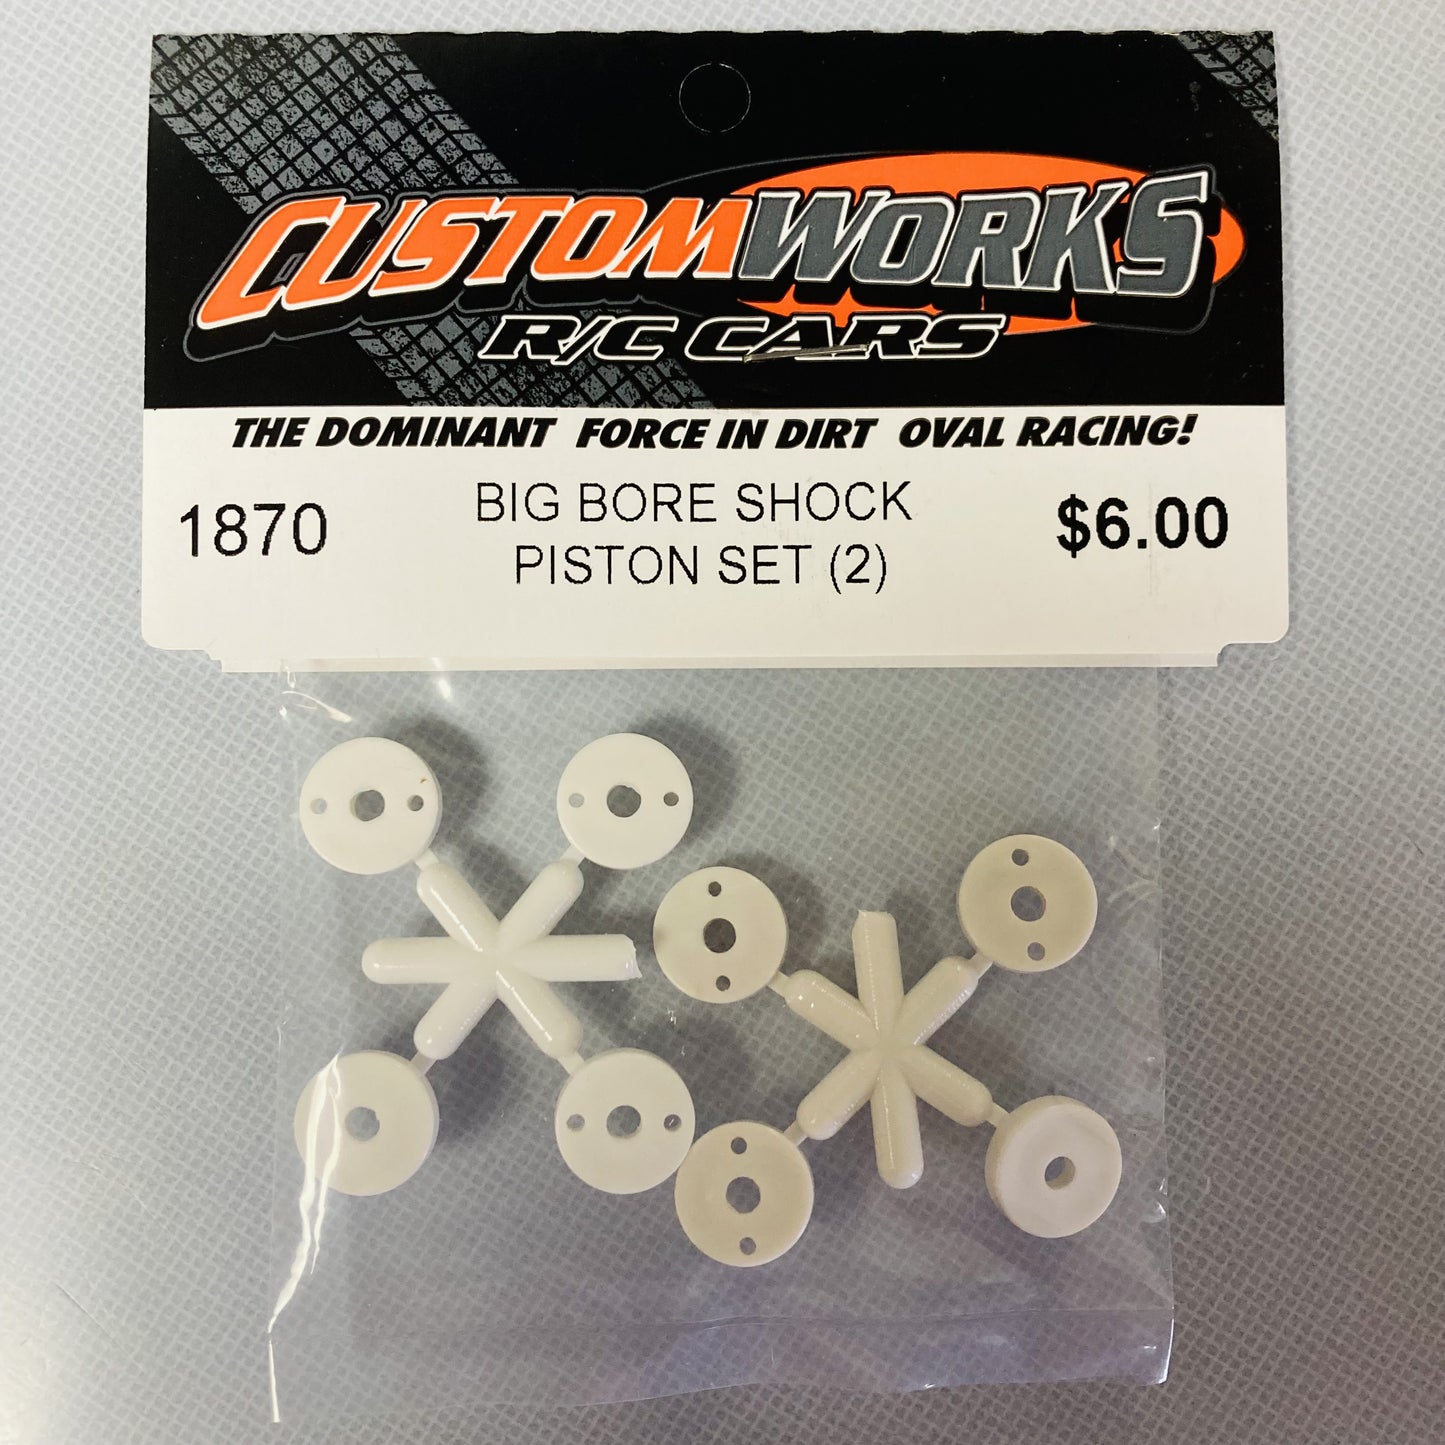 CUSTOMWORKS
R/C CARS
THE DOMINANT FORCE IN DIRT OVAL RACING!
1870
BIG BORE SHOCK
PISTON SET (2)
$6.00